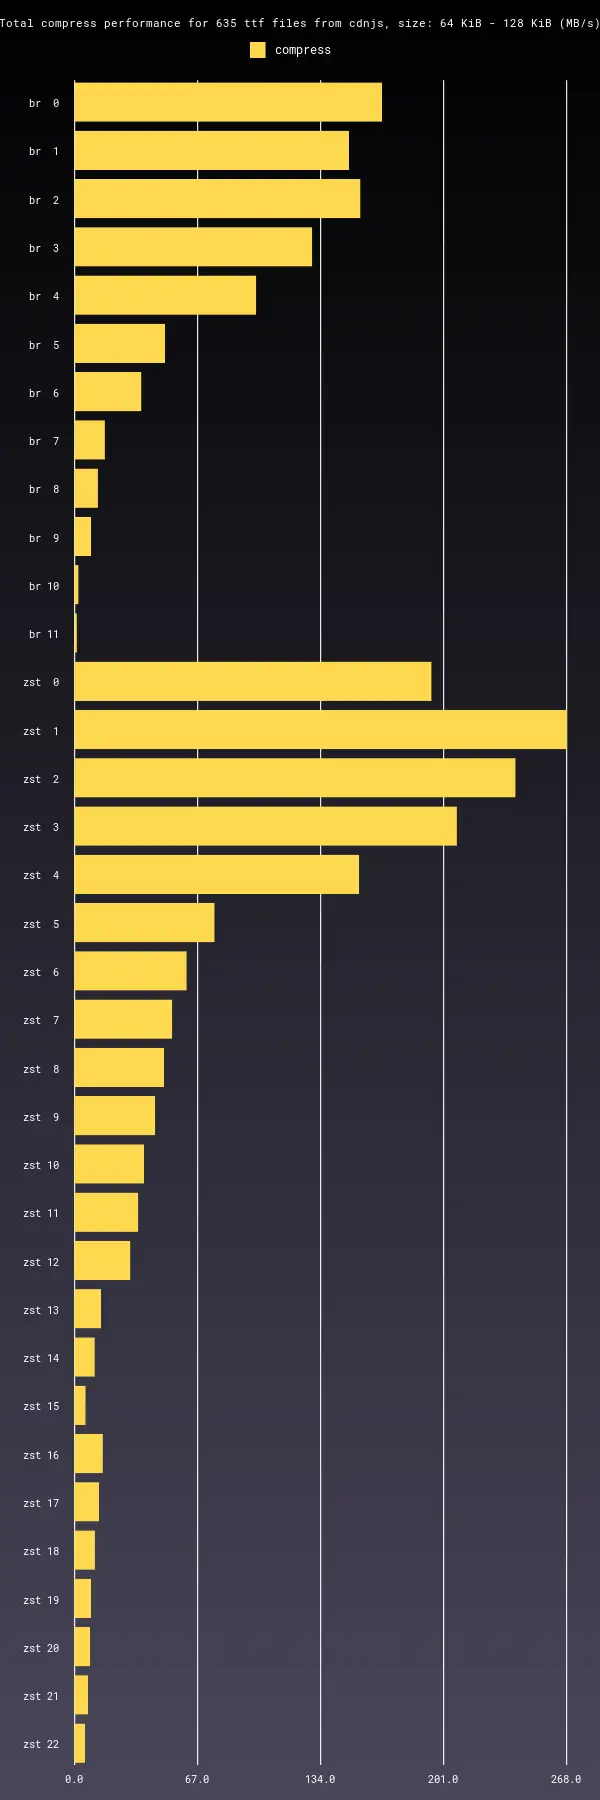 Total compress performance for 635 ttf files from cdnjs, size: 64 KiB - 128 KiB (MB/s)
compress
br 0
br 1
br 2
br 3
br 4
br 5
br 6
br 7
br 8
br 9
br 10
br 11
zst 0
zst 1
zst 2
zst 3
zst 4
zst 5
zst 6
zst 7
zst 8
zst 9
zst 10
zst 11
zst 12
zst 13
zst 14
zst 15
zst 16
zst 17
zst 18
zst 19
zst 20
zst 21
zst 22
0.0 67.0 134.0 201.0 268.0